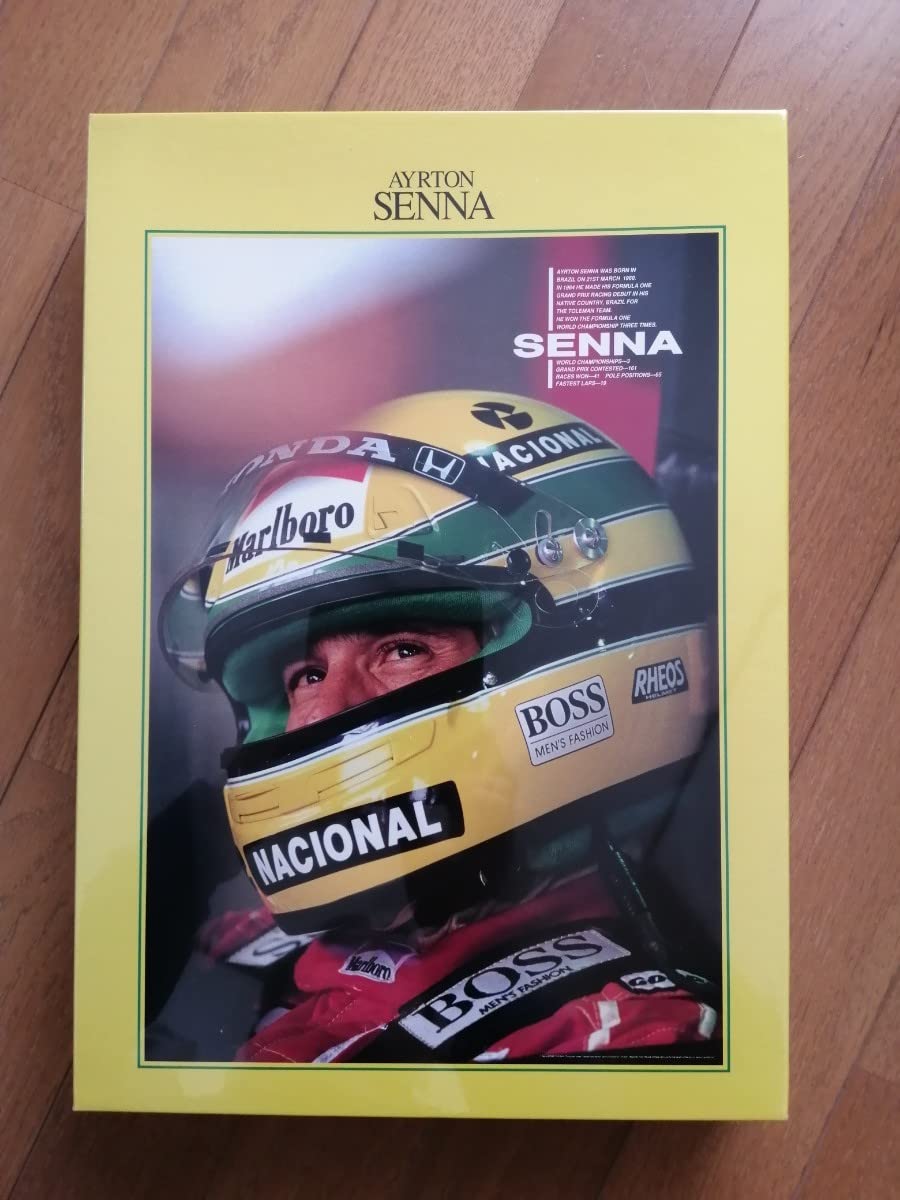 AYRTON
SENNA
AYRTON SENNA WAS BORN IN
BRAZIL ON 21ST MARCH 1960.
IN 1984 HE MADE HIS FORMULA ONE
GRAND PRIX RACING DEBUT IN HIS
NATIVE COUNTRY, BRAZIL FOR
THE TOLEMAN TEAM.
HE WON THE FORMULA ONE
WORLD CHAMPIONSHIP THREE TIMES.
SENNA
WORLD CHAMPIONSHIPS—3
GRAND PRIX CONTESTED—161
RACES WON—41 POLE POSITIONS—65
FASTEST LAPS—19
NACIONAL
HONDA
Marlboro
RHEOS
HELMET
BOSS
MEN'S FASHION
NACIONAL
Marlboro
BOSS
MEN'S FASHION